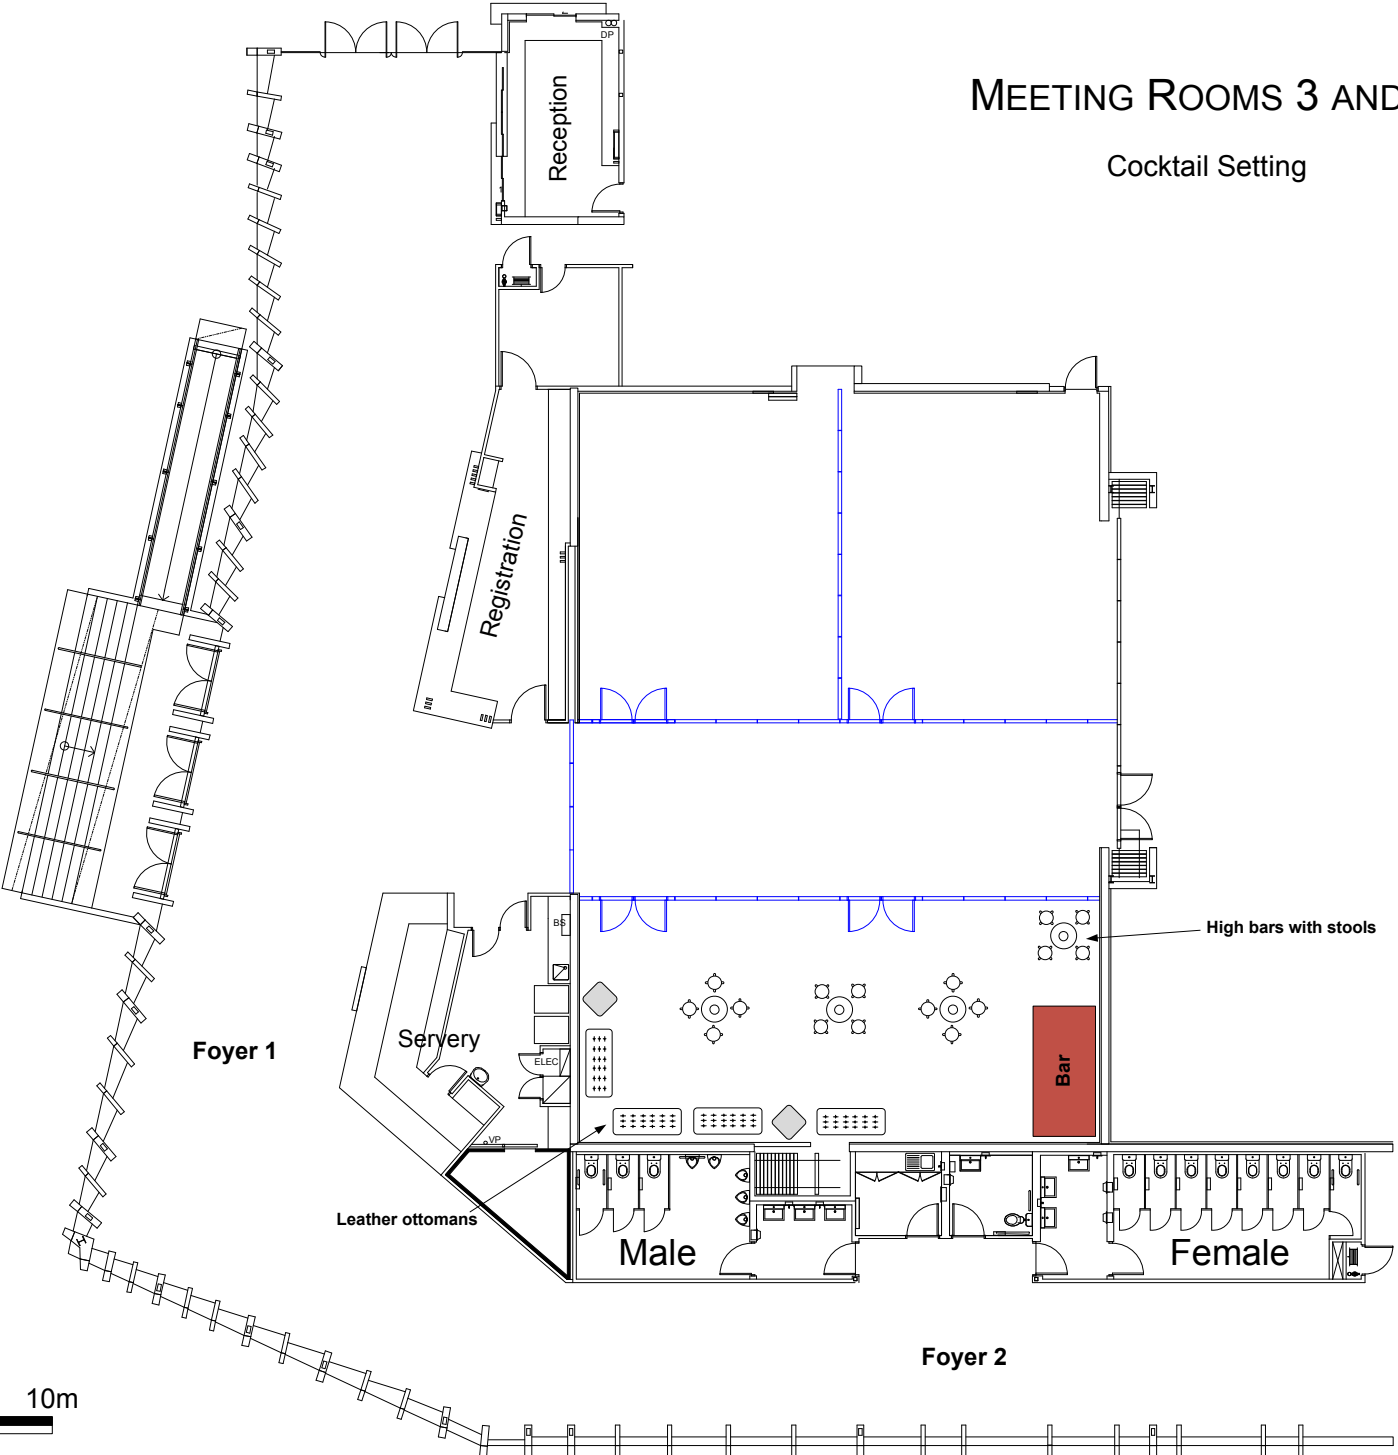 DP
Reception
MEETING ROOMS 3 AND
Cocktail Setting
Registration
BS
High bars with stools
Servery
Foyer 1
ELEC
Bar
VP
Leather ottomans
Male
Female
Foyer 2
10m